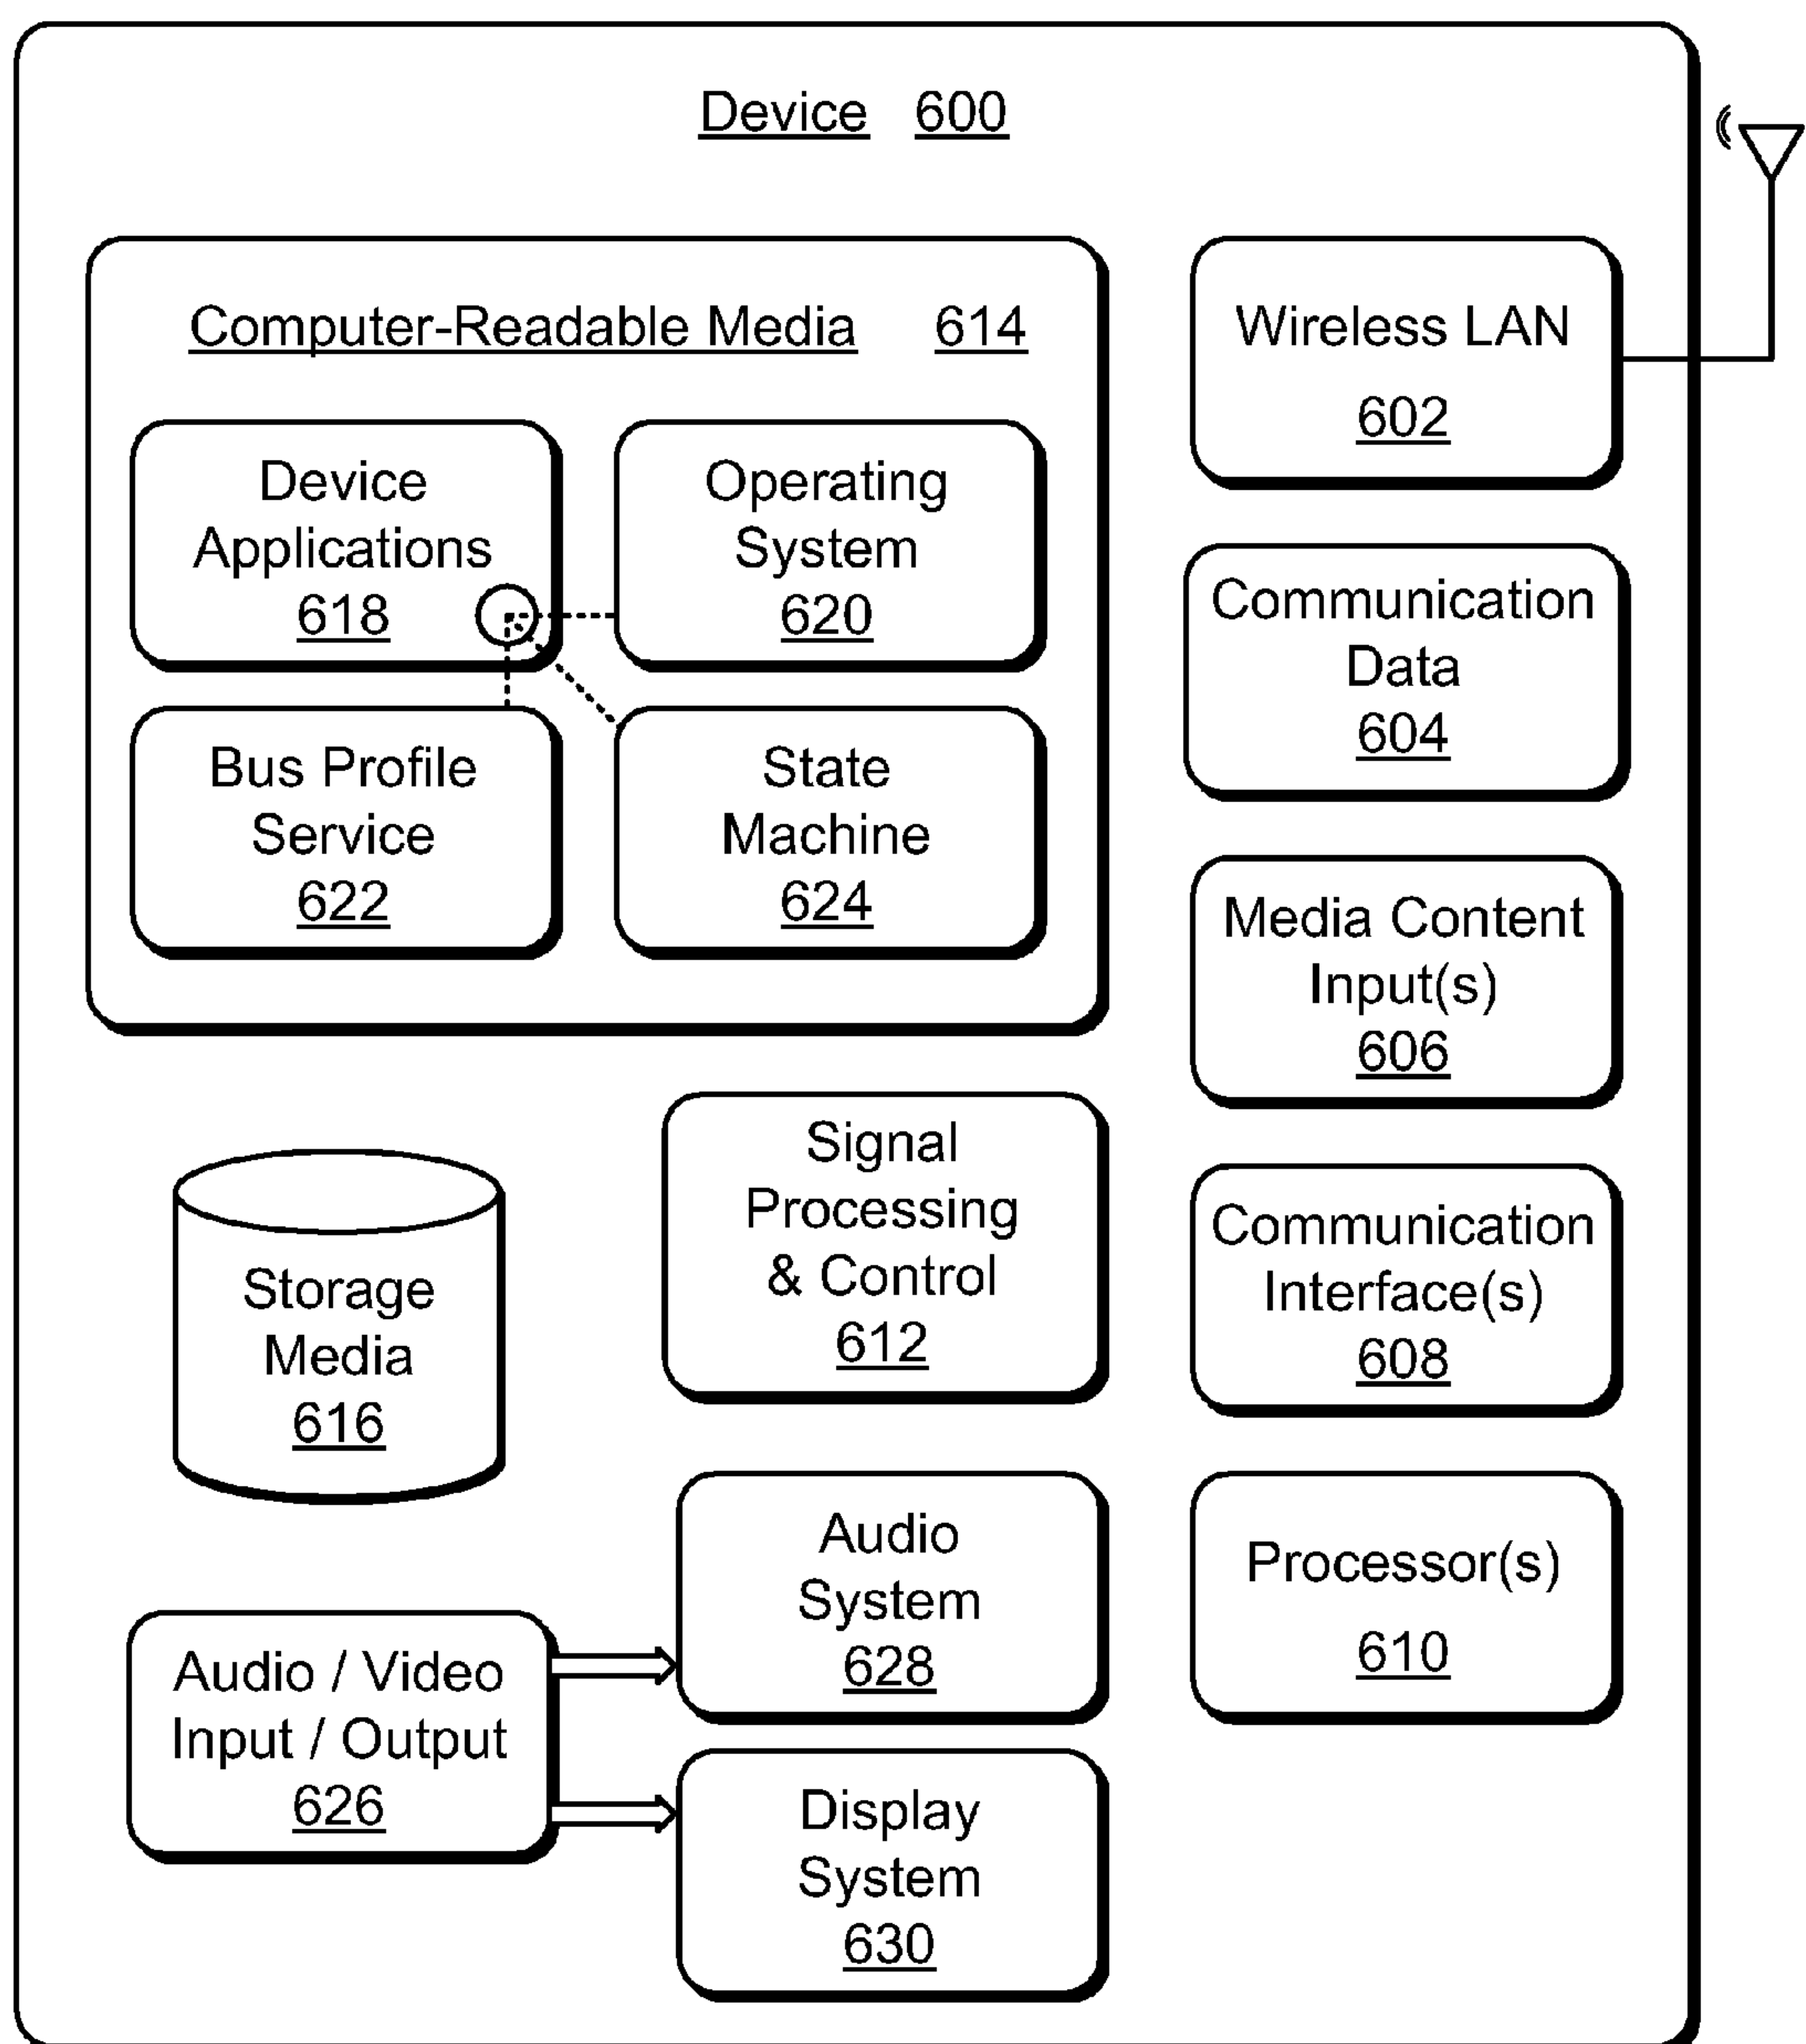 Device 600
Computer-Readable Media 614
Device
Applications
618
Operating
System
620
Bus Profile
Service
622
State
Machine
624
Wireless LAN
602
Communication
Data
604
Media Content
Input(s)
606
Communication
Interface(s)
608
Processor(s)
610
Signal
Processing
& Control
612
Storage
Media
616
Audio / Video
Input / Output
626
Audio
System
628
Display
System
630